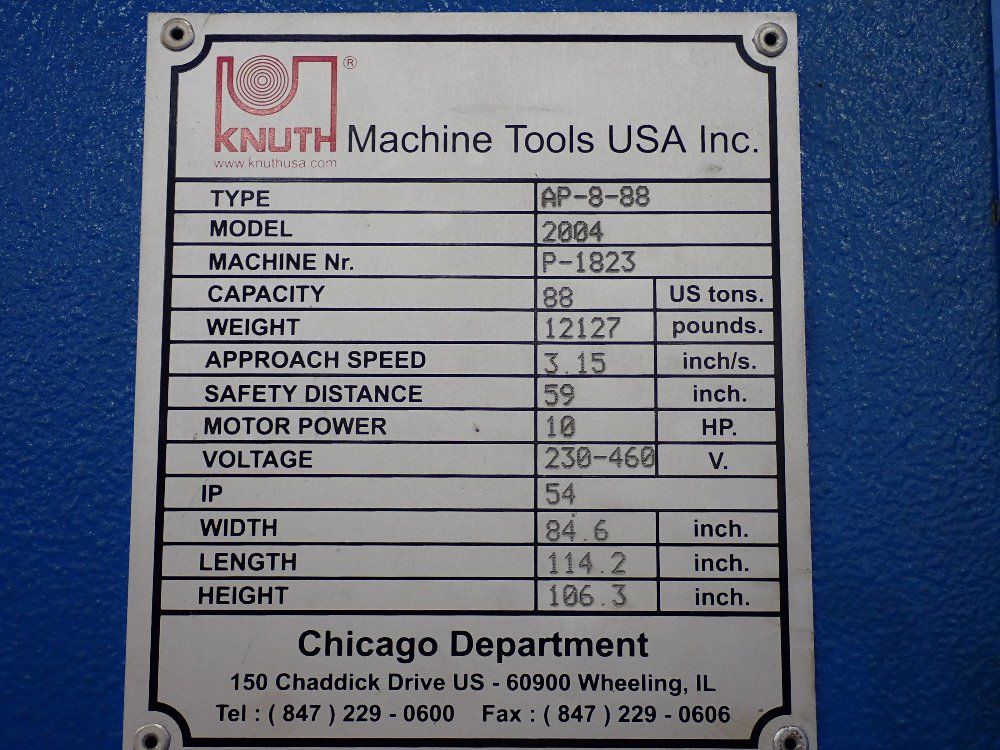 KNUTH ®
Machine Tools USA Inc.
www.knuthusa.com
TYPE AP-8-88
MODEL 2004
MACHINE Nr. P-1823
CAPACITY 88 US tons.
WEIGHT 12127 pounds.
APPROACH SPEED 3.15 inch/s.
SAFETY DISTANCE 59 inch.
MOTOR POWER 10 HP.
VOLTAGE 230-460 V.
IP 54
WIDTH 84.6 inch.
LENGTH 114.2 inch.
HEIGHT 106.3 inch.
Chicago Department
150 Chaddick Drive US - 60900 Wheeling, IL
Tel : ( 847 ) 229 - 0600 Fax : ( 847 ) 229 - 0606